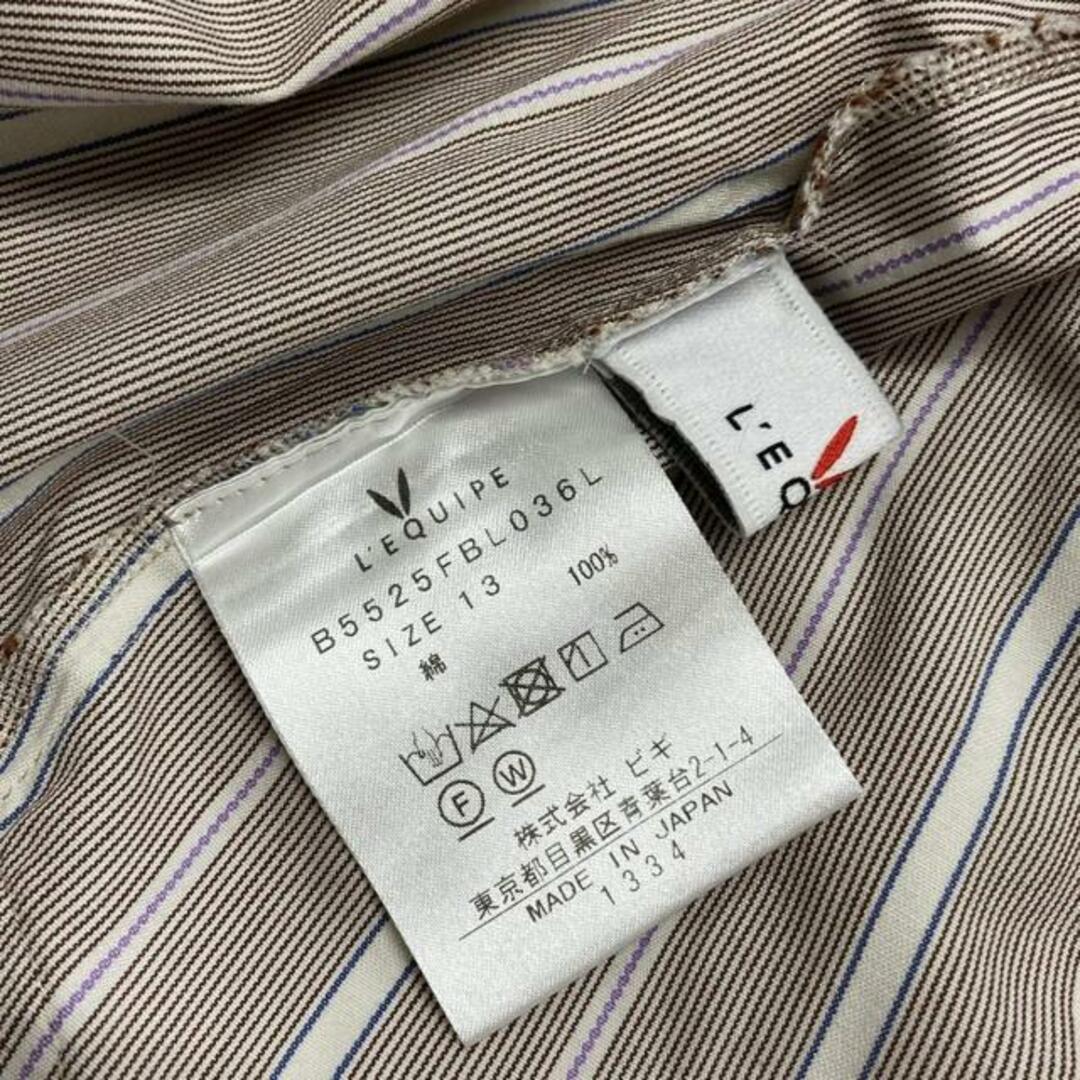 L'EQUIPE
B5525FBL036L
SIZE 13
綿 100%
F W
株式会社 ビギ
東京都目黒区青葉台2-1-4
MADE IN JAPAN
1334
L'EQ